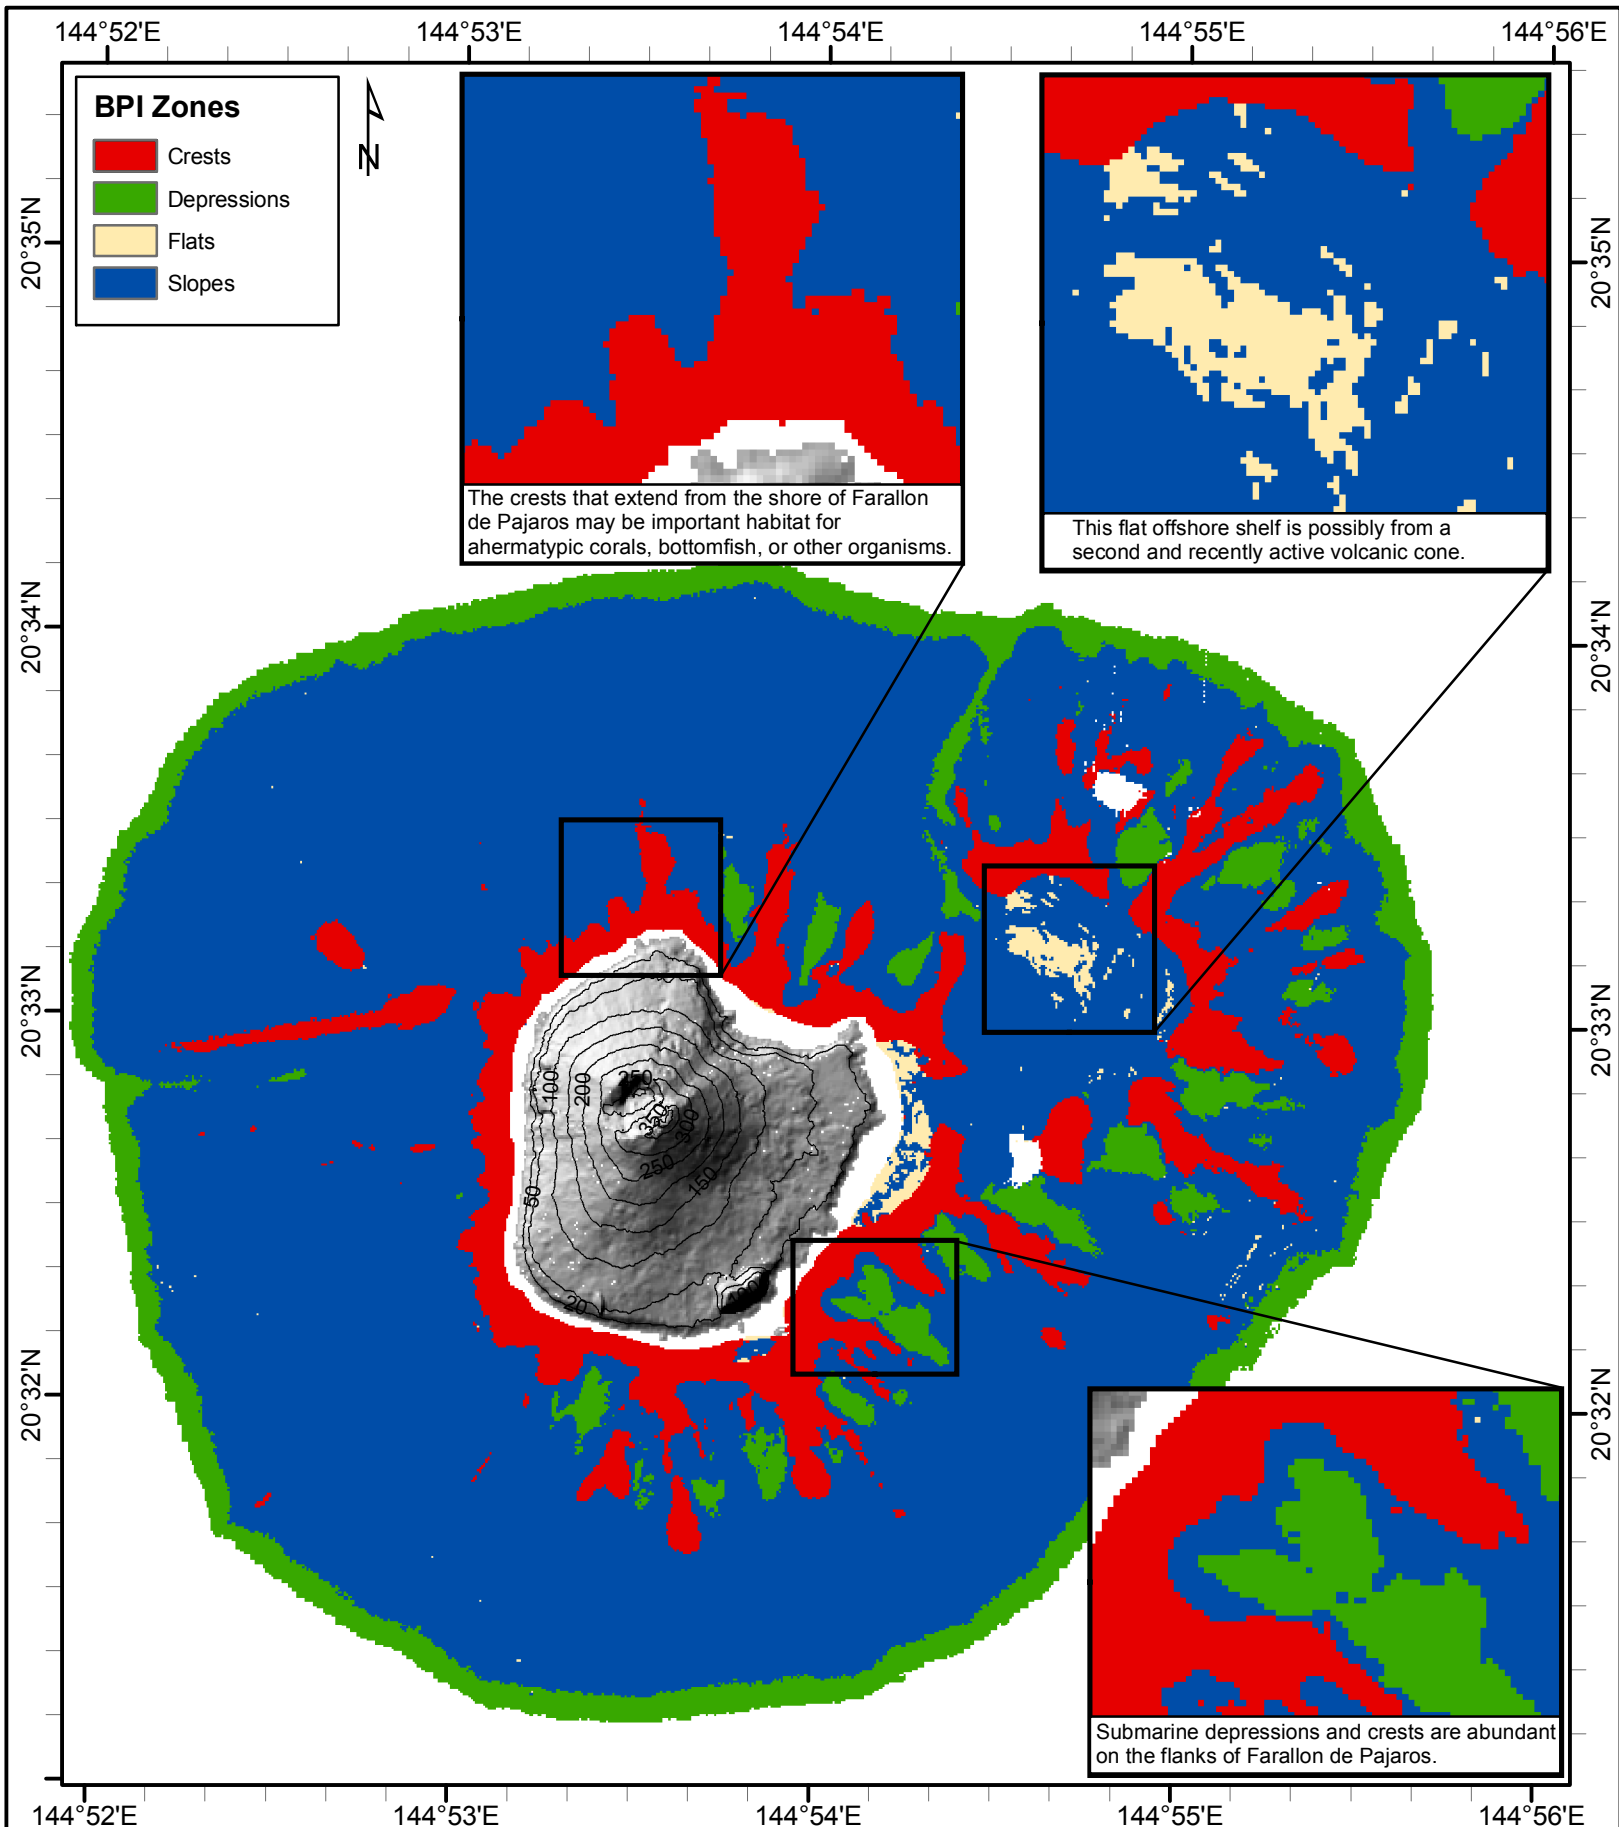 144°52'E 144°53'E 144°54'E 144°55'E 144°56'E
BPI Zones
Crests
Depressions
Flats
Slopes
N
The crests that extend from the shore of Farallon
de Pajaros may be important habitat for
ahermatypic corals, bottomfish, or other organisms.
This flat offshore shelf is possibly from a
second and recently active volcanic cone.
20°35'N
20°34'N
20°33'N
20°32'N
20°35'N
20°34'N
20°33'N
20°32'N
250
100
200
350
300
250
150
50
20
100
Submarine depressions and crests are abundant
on the flanks of Farallon de Pajaros.
144°52'E 144°53'E 144°54'E 144°55'E 144°56'E